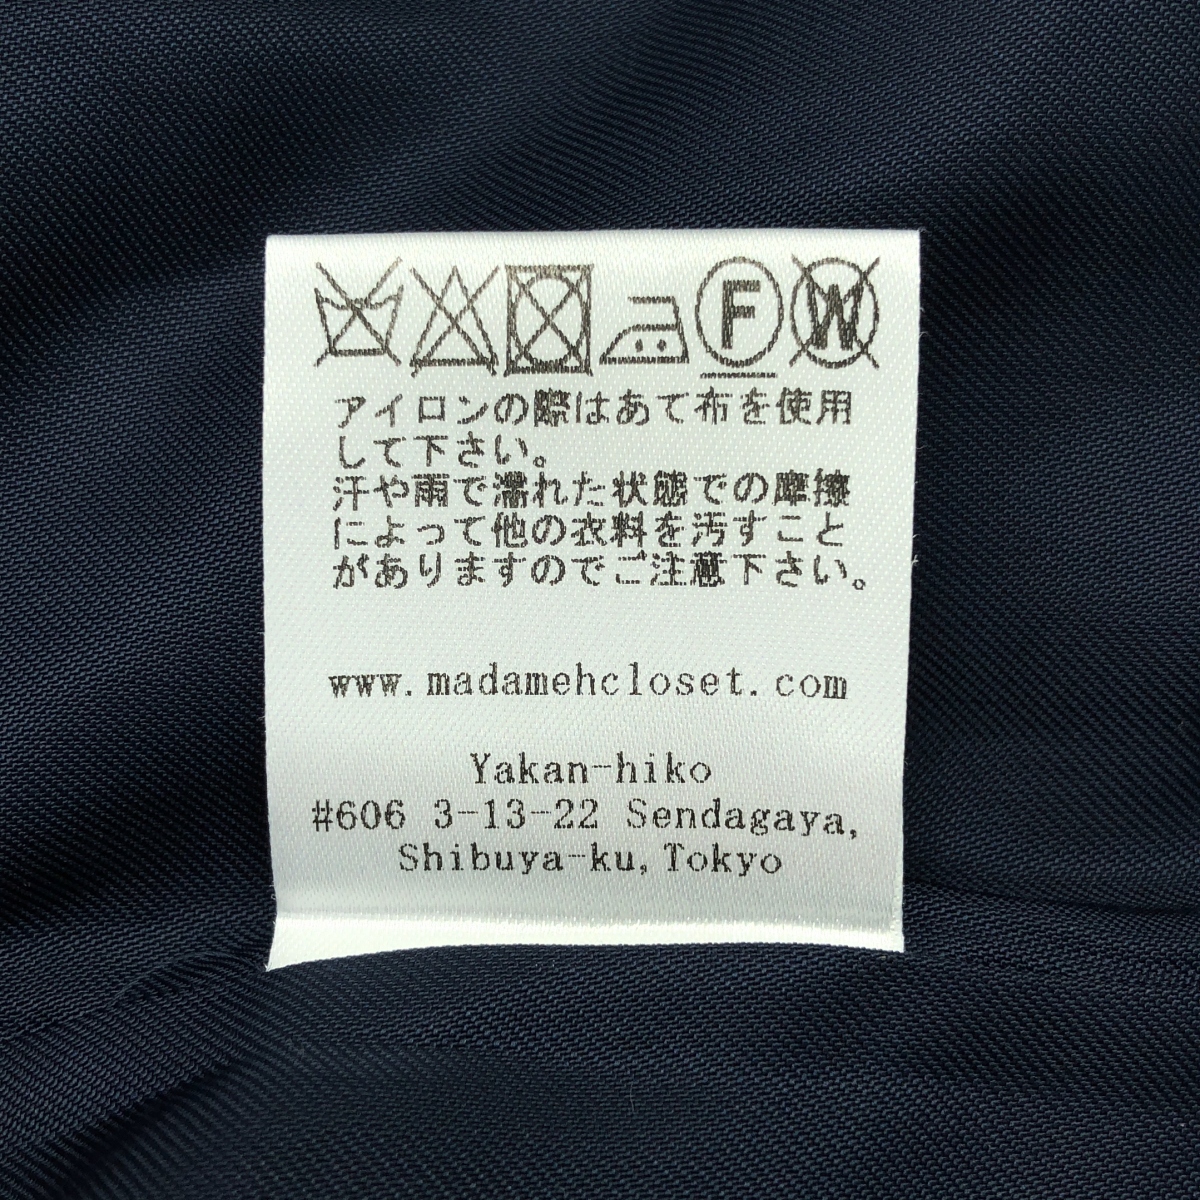 F W
アイロンの際はあて布を使用
して下さい。
汗や雨で濡れた状態での摩擦
によって他の衣料を汚すこと
がありますのでご注意下さい。
www.madamehcloset.com
Yakan-hiko
#606 3-13-22 Sendagaya,
Shibuya-ku,Tokyo